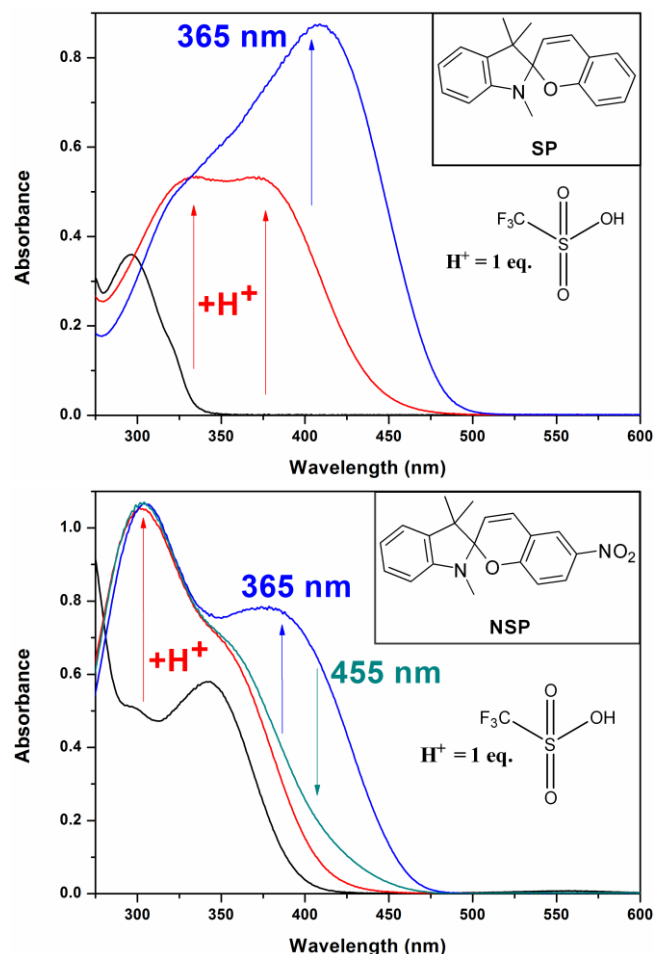 365 nm
0.8
0.6
0.4
0.2
0.0
Absorbance
+H+
N
O
SP
O
F3C
S
OH
O
H+ = 1 eq.
300 350 400 450 500 550 600
Wavelength (nm)
1.0
0.8
0.6
0.4
0.2
0.0
Absorbance
+H+
365 nm
455 nm
N
O
NO2
NSP
O
F3C
S
OH
O
H+ = 1 eq.
300 350 400 450 500 550 600
Wavelength (nm)